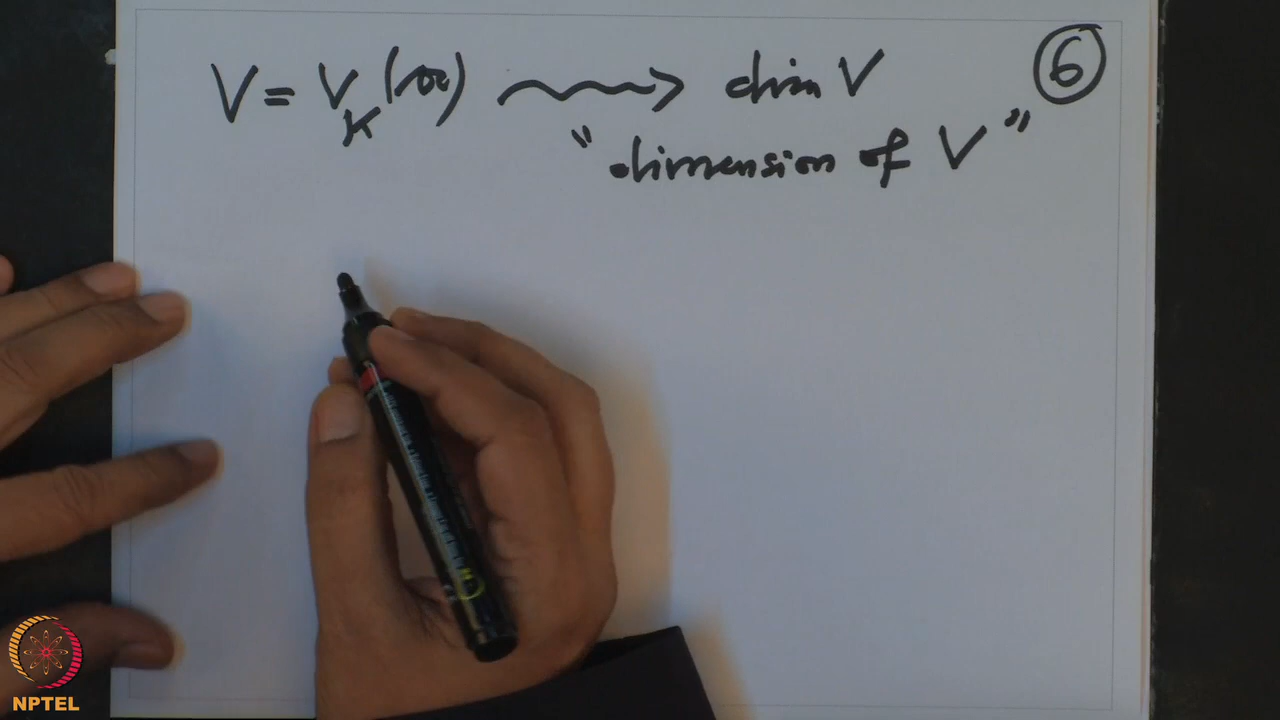 V = V_K(𝔞) ⟿ dim V ⑥
"dimension of V"
NPTEL